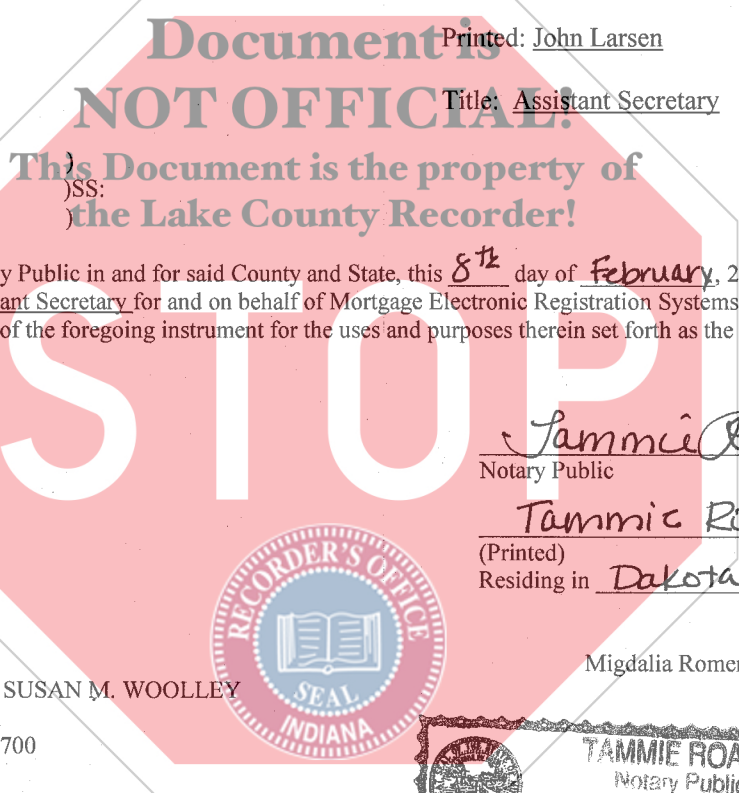 Document is
Printed: John Larsen
NOT OFFICIAL!
Title: Assistant Secretary
This Document is the property of
)
)SS:
)
the Lake County Recorder!
y Public in and for said County and State, this 8th day of February, 2
ant Secretary for and on behalf of Mortgage Electronic Registration Systems
of the foregoing instrument for the uses and purposes therein set forth as the
STOP
Tammie
Notary Public
Tammie
(Printed)
Residing in Dakota
RECORDER'S OFFICE
SEAL
INDIANA
Migdalia Romer
SUSAN M. WOOLLEY
700
TAMMIE ROA
Notary Public